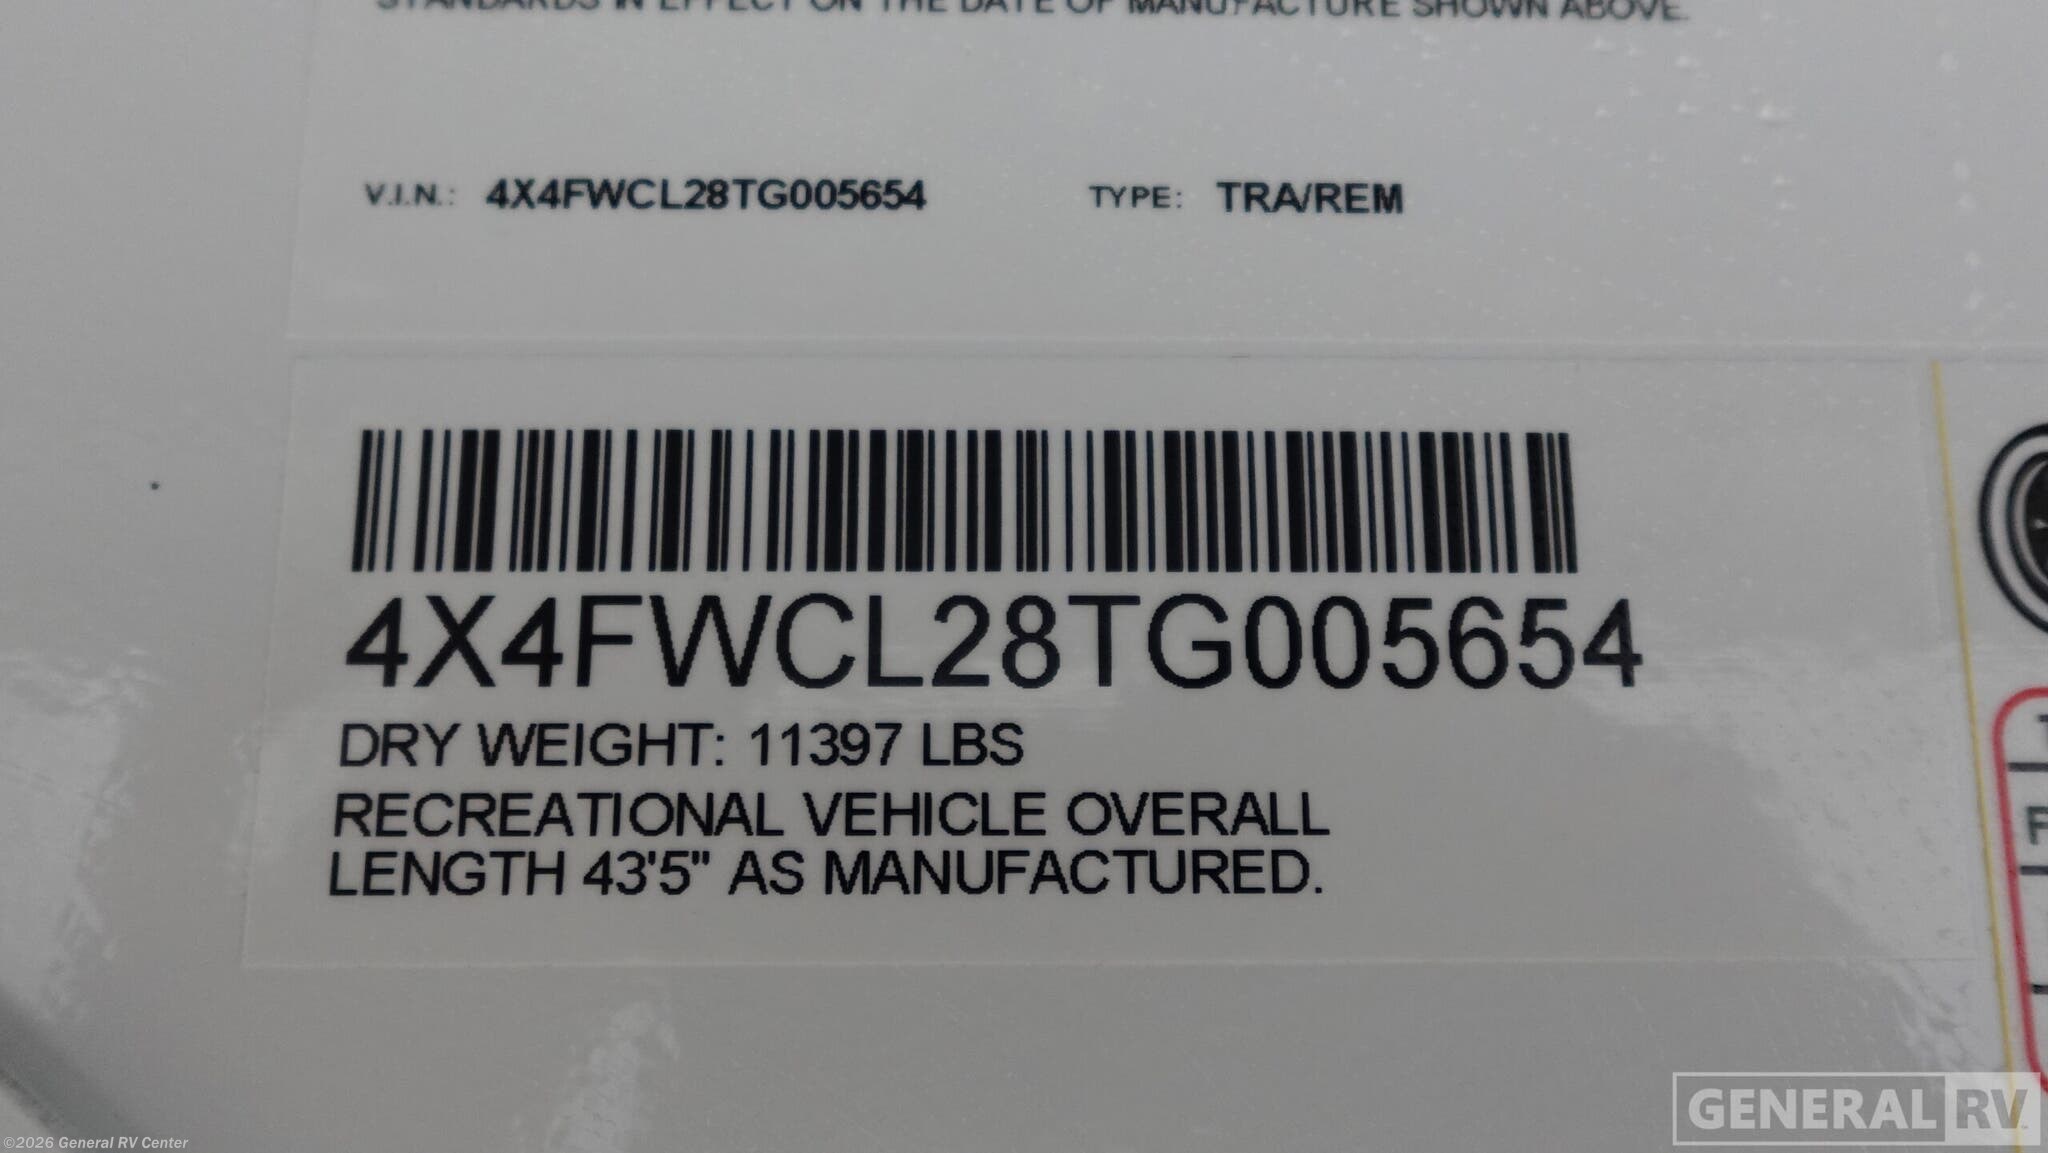 STANDARDS IN EFFECT ON THE DATE OF MANUFACTURE SHOWN ABOVE.
V.I.N.: 4X4FWCL28TG005654 TYPE: TRA/REM
4X4FWCL28TG005654
DRY WEIGHT: 11397 LBS
RECREATIONAL VEHICLE OVERALL
LENGTH 43'5" AS MANUFACTURED.
GENERAL RV
©2026 General RV Center